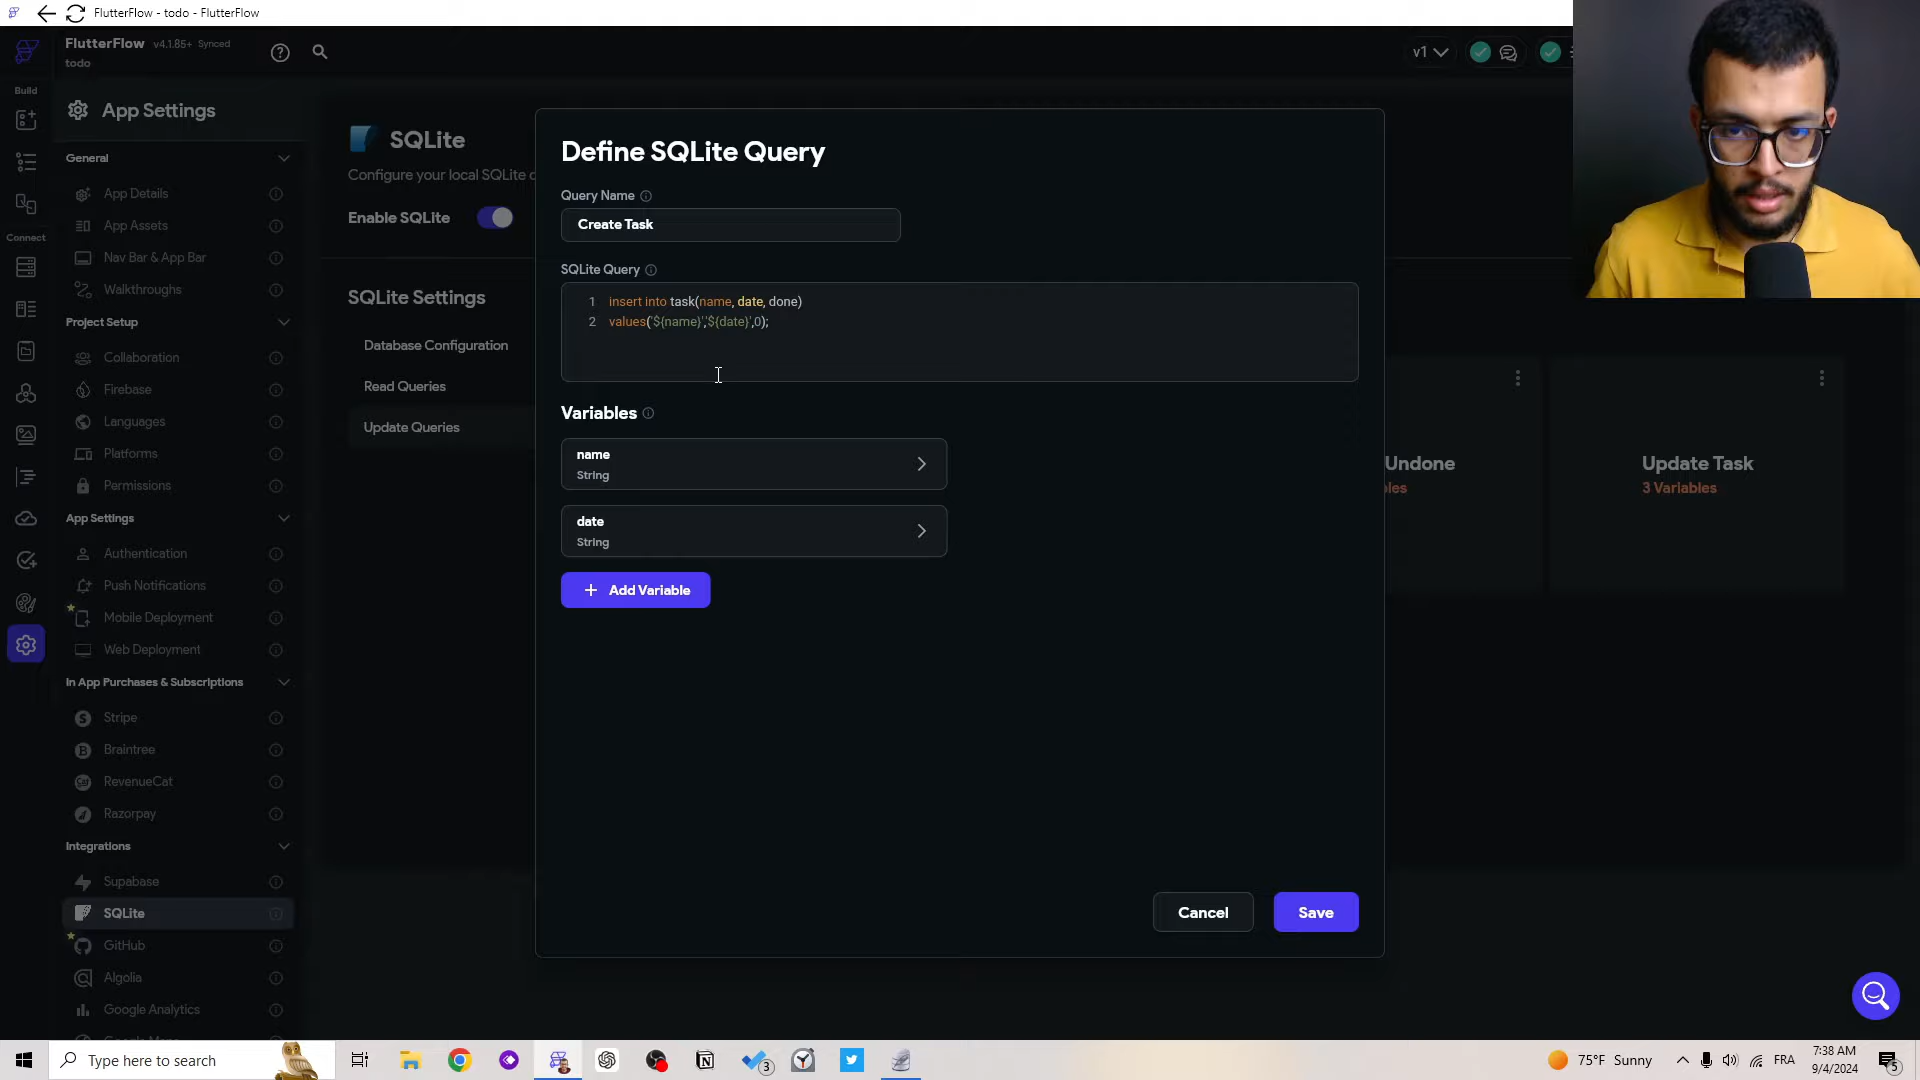 FlutterFlow - todo - FlutterFlow
FlutterFlow v4.1.85+ Synced
todo
v1
Build
Connect
App Settings
General
App Details
App Assets
Nav Bar & App Bar
Walkthroughs
Project Setup
Collaboration
Firebase
Languages
Platforms
Permissions
App Settings
Authentication
Push Notifications
Mobile Deployment
Web Deployment
In App Purchases & Subscriptions
Stripe
Braintree
RevenueCat
Razorpay
Integrations
Supabase
SQLite
GitHub
Algolia
Google Analytics
SQLite
Configure your local SQLite
Enable SQLite
SQLite Settings
Database Configuration
Read Queries
Update Queries
Define SQLite Query
Query Name
Create Task
SQLite Query
1 insert into task(name, date, done)
2 values('${name}','${date}',0);
Variables
name
String
date
String
+ Add Variable
Cancel
Save
Undone
Update Task
3 Variables
Type here to search
3
75°F Sunny
FRA
7:38 AM
9/4/2024
5